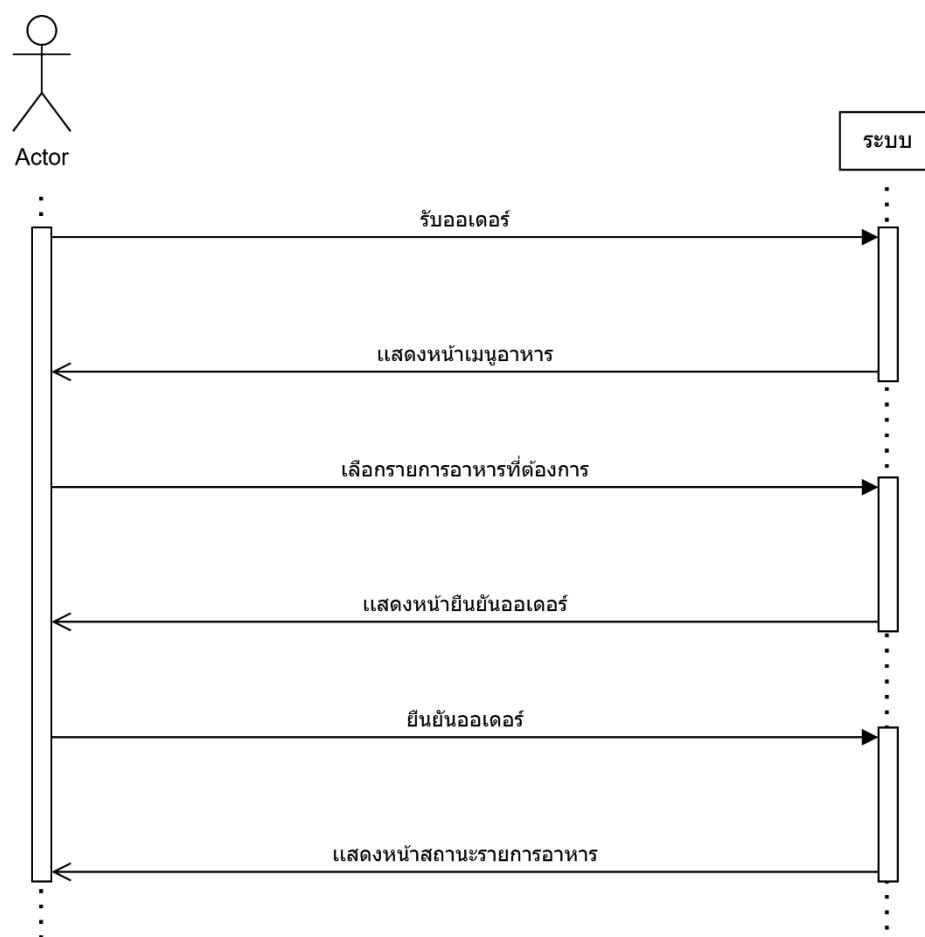 Actor
ระบบ
รับออเดอร์
แสดงหน้าเมนูอาหาร
เลือกรายการอาหารที่ต้องการ
แสดงหน้ายืนยันออเดอร์
ยืนยันออเดอร์
แสดงหน้าสถานะรายการอาหาร